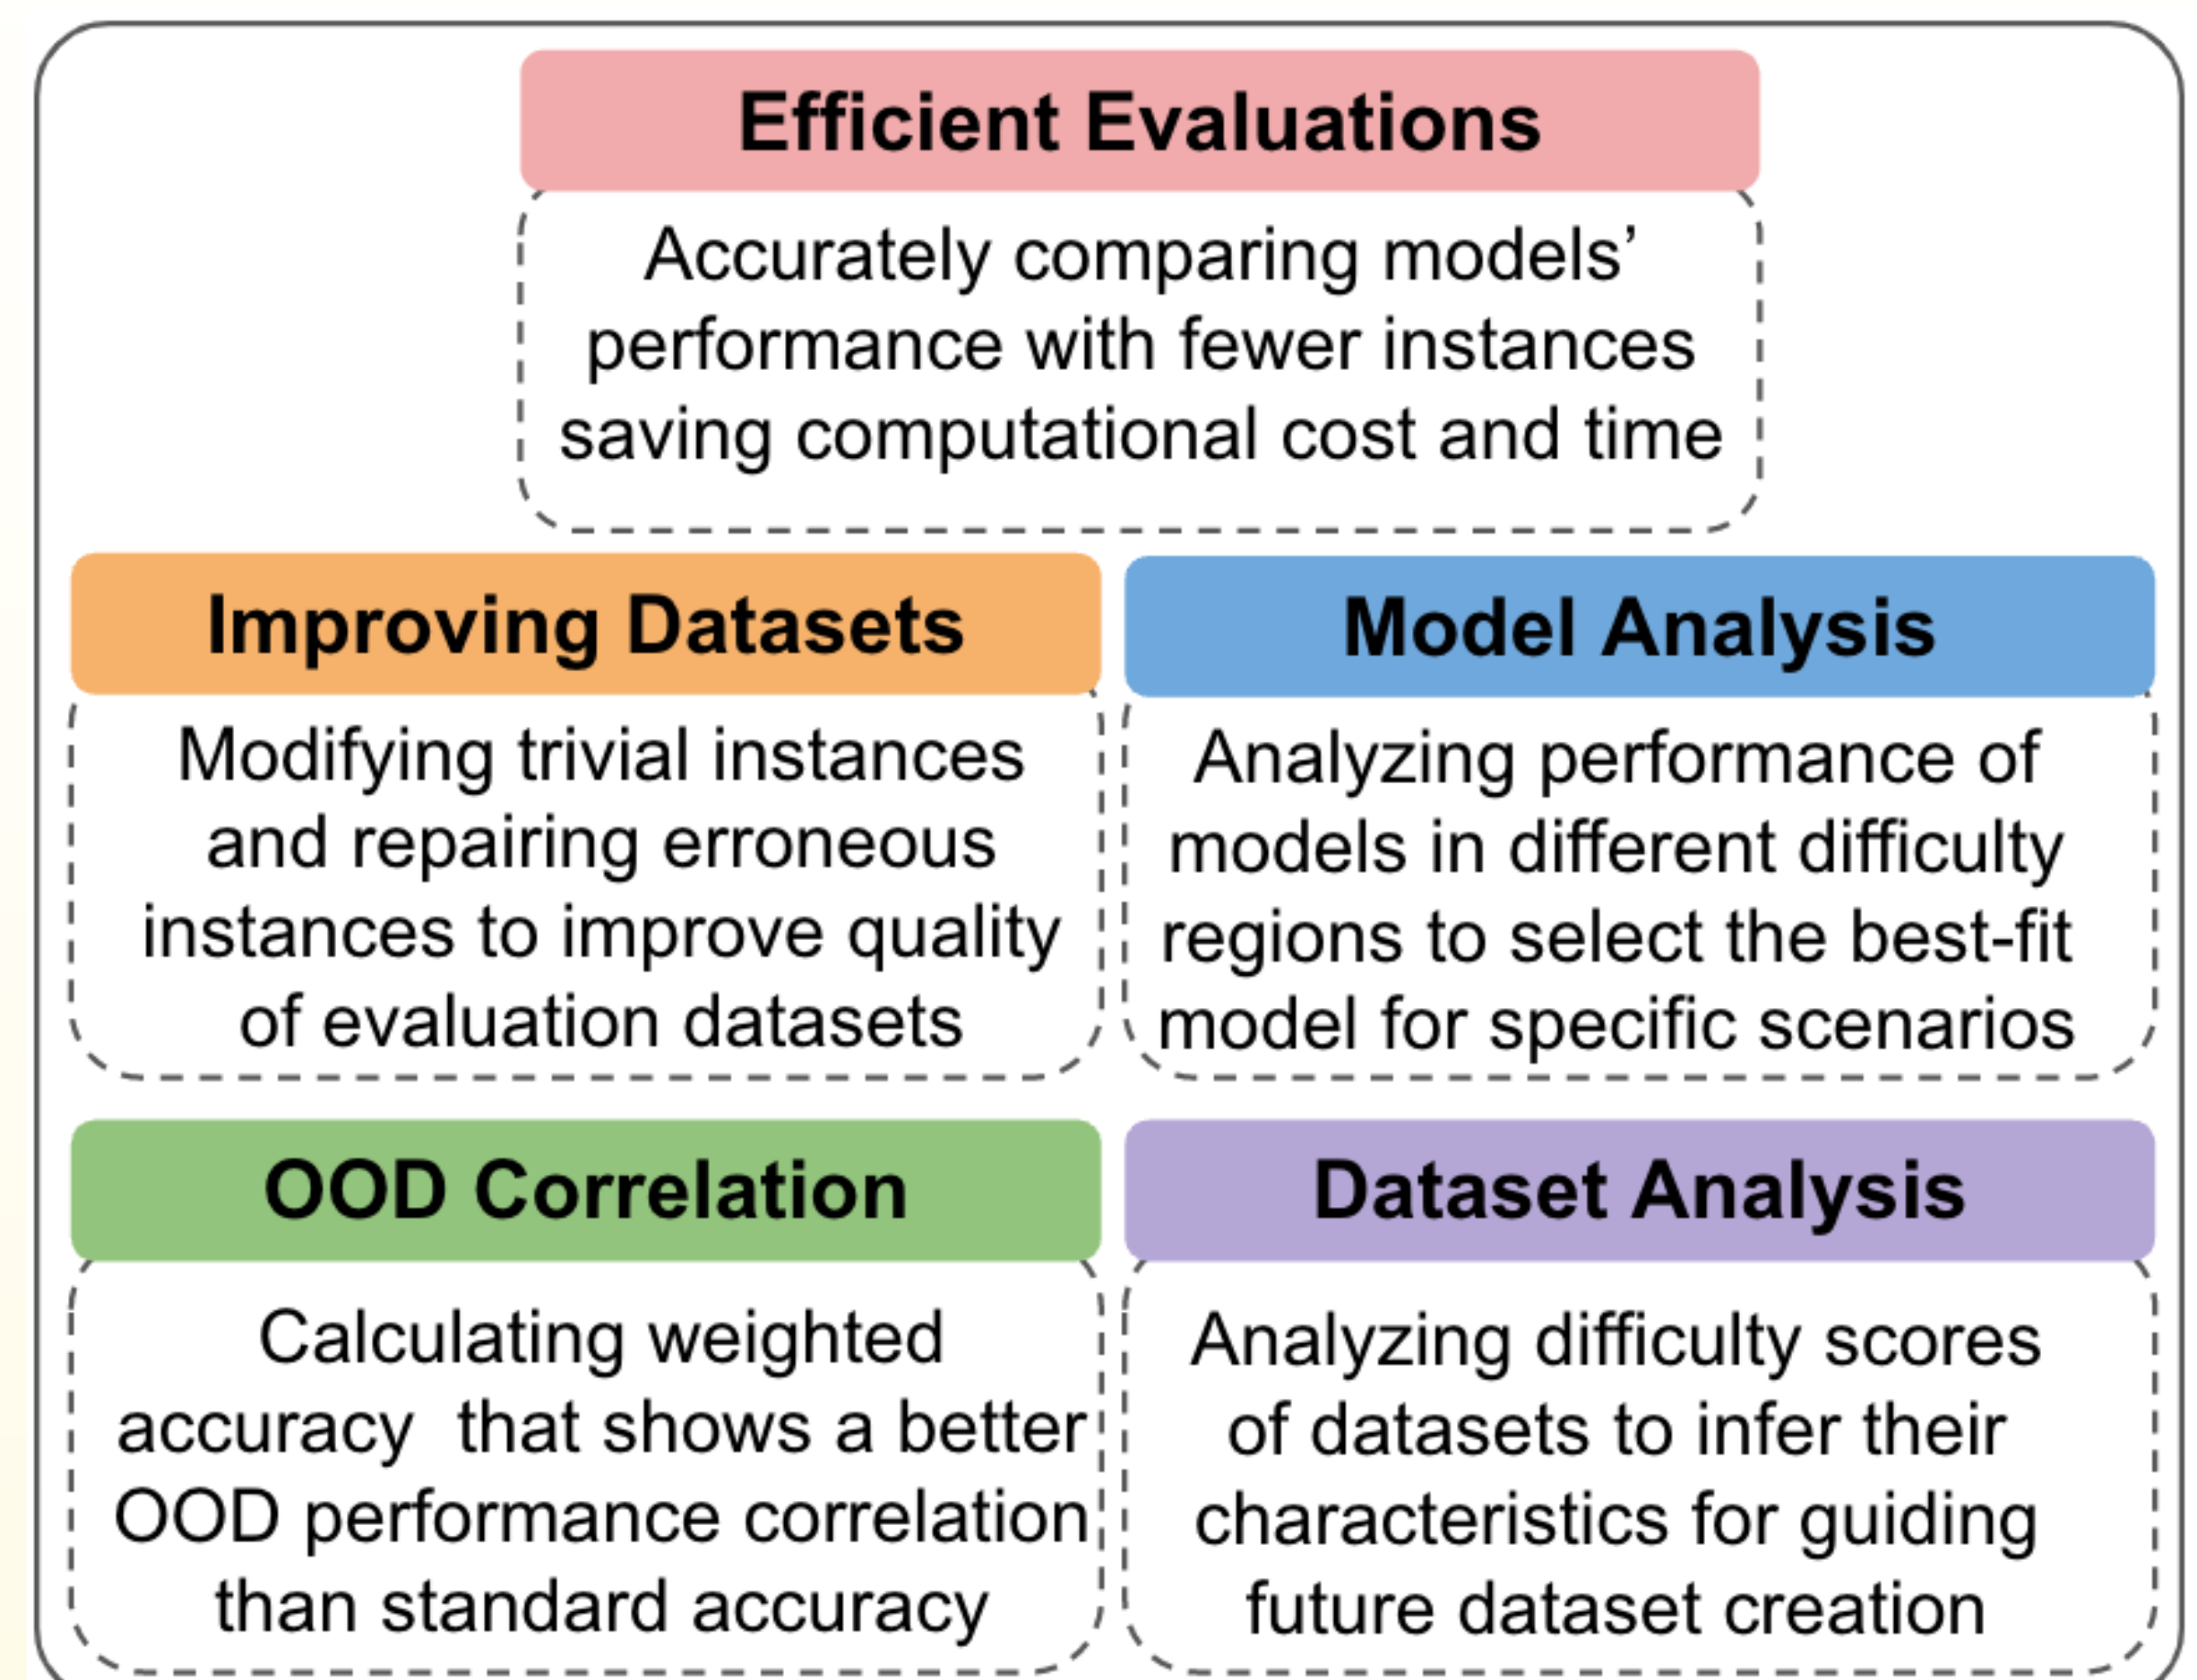 Efficient Evaluations
Accurately comparing models’
performance with fewer instances
saving computational cost and time
Improving Datasets
Modifying trivial instances
and repairing erroneous
instances to improve quality
of evaluation datasets
Model Analysis
Analyzing performance of
models in different difficulty
regions to select the best-fit
model for specific scenarios
OOD Correlation
Calculating weighted
accuracy  that shows a better
OOD performance correlation
than standard accuracy
Dataset Analysis
Analyzing difficulty scores
of datasets to infer their
characteristics for guiding
future dataset creation